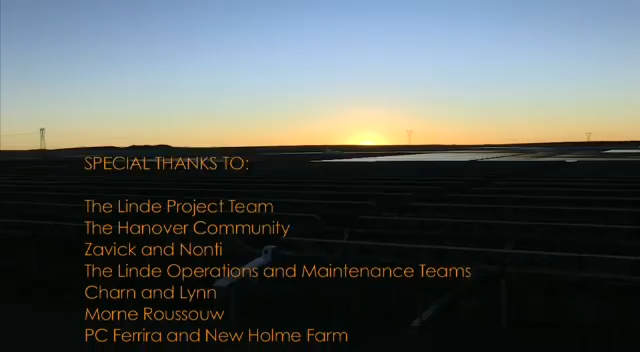 SPECIAL THANKS TO:
The Linde Project Team
The Hanover Community
Zavick and Nonti
The Linde Operations and Maintenance Teams
Charn and Lynn
Morne Roussouw
PC Ferrira and New Holme Farm